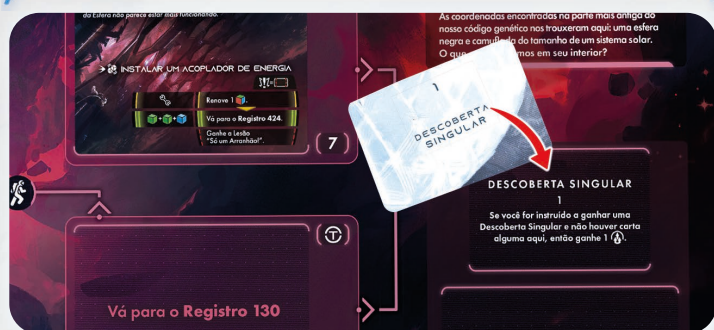 da Esfera não parece estar mais funcionando.
INSTALAR UM ACOPLADOR DE ENERGIA
Renove 1
Vá para o Registro 424.
Ganhe a Lesão
"Só um Arranhão!".
( 7 )
(T)
Vá para o Registro 130
As coordenadas encontradas na parte mais antiga do
nosso código genético nos trouxeram aqui: uma esfera
negra e camuflada do tamanho de um sistema solar.
O que mos em seu interior?
1
DESCOBERTA
SINGULAR
DESCOBERTA SINGULAR
1
Se você for instruído a ganhar uma
Descoberta Singular e não houver carta
alguma aqui, então ganhe 1 .